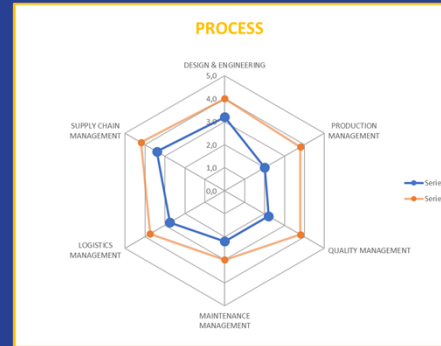 PROCESS
DESIGN & ENGINEERING
5,0
4,0
3,0
2,0
1,0
0,0
SUPPLY CHAIN
MANAGEMENT
PRODUCTION
MANAGEMENT
Serie
Serie
LOGISTICS
MANAGEMENT
QUALITY MANAGEMENT
MAINTENANCE
MANAGEMENT